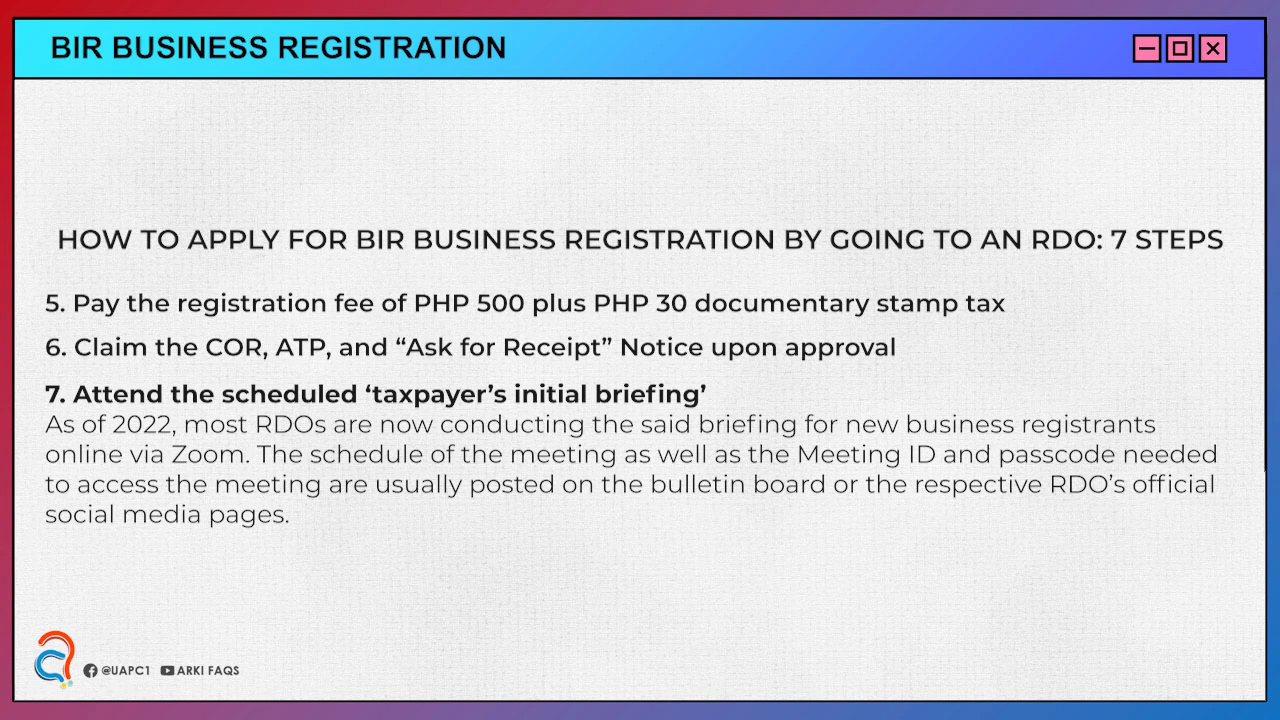 BIR BUSINESS REGISTRATION
HOW TO APPLY FOR BIR BUSINESS REGISTRATION BY GOING TO AN RDO: 7 STEPS
5. Pay the registration fee of PHP 500 plus PHP 30 documentary stamp tax
6. Claim the COR, ATP, and “Ask for Receipt” Notice upon approval
7. Attend the scheduled ‘taxpayer’s initial briefing’
As of 2022, most RDOs are now conducting the said briefing for new business registrants
online via Zoom. The schedule of the meeting as well as the Meeting ID and passcode needed
to access the meeting are usually posted on the bulletin board or the respective RDO’s official
social media pages.
@UAPC1 ARKI FAQS